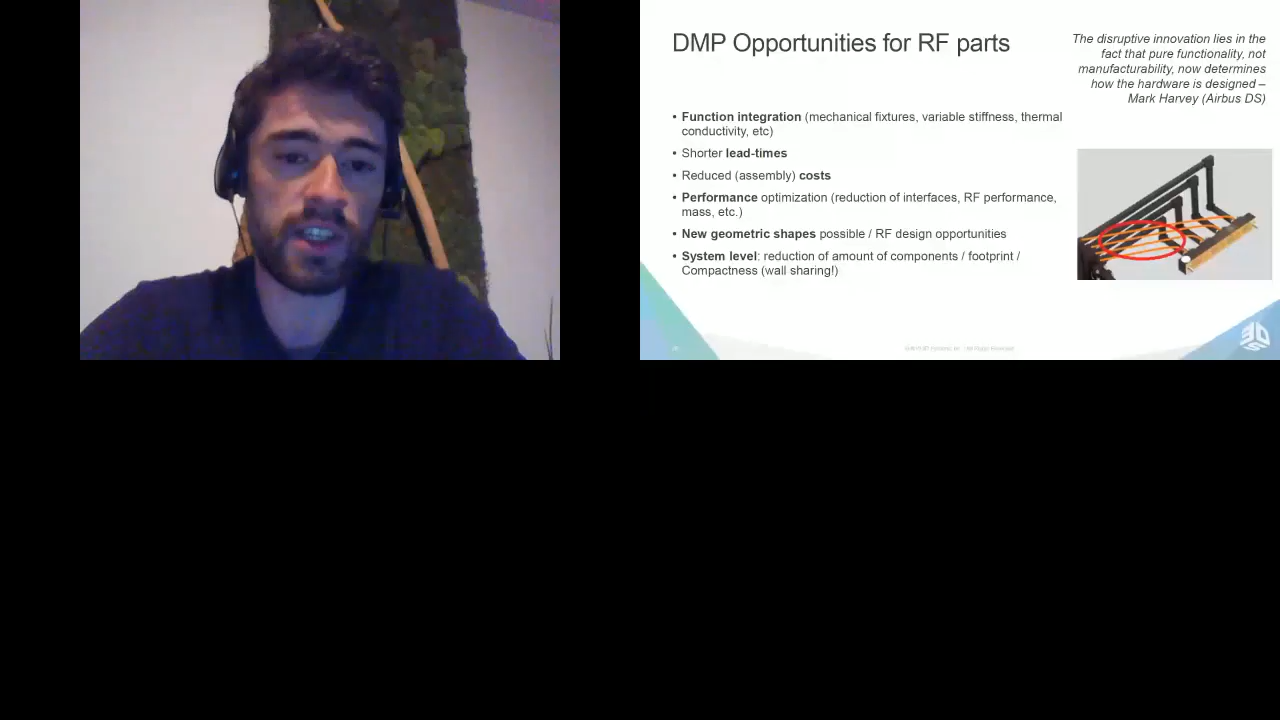 DMP Opportunities for RF parts
The disruptive innovation lies in the
fact that pure functionality, not
manufacturability, now determines
how the hardware is designed –
Mark Harvey (Airbus DS)
• Function integration (mechanical fixtures, variable stiffness, thermal
conductivity, etc)
• Shorter lead-times
• Reduced (assembly) costs
• Performance optimization (reduction of interfaces, RF performance,
mass, etc.)
• New geometric shapes possible / RF design opportunities
• System level: reduction of amount of components / footprint /
Compactness (wall sharing!)